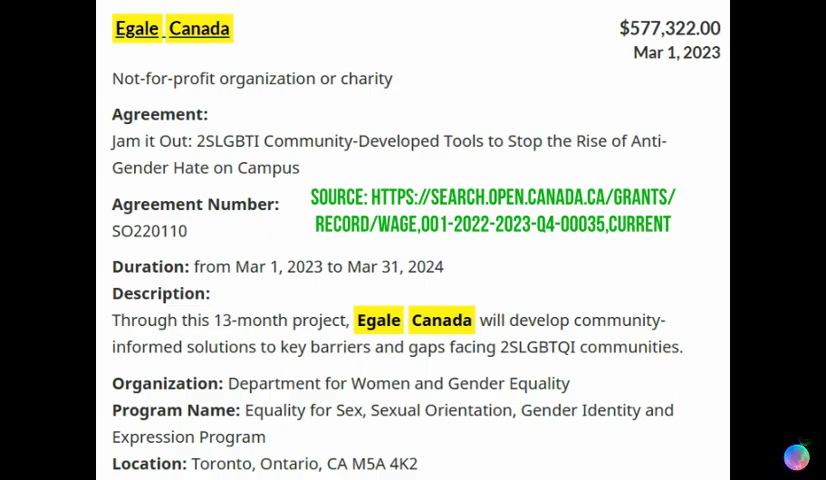 Egale Canada
$577,322.00
Mar 1, 2023
Not-for-profit organization or charity
Agreement:
Jam it Out: 2SLGBTI Community-Developed Tools to Stop the Rise of Anti-
Gender Hate on Campus
Agreement Number:
SO220110
SOURCE: HTTPS://SEARCH.OPEN.CANADA.CA/GRANTS/
RECORD/WAGE,001-2022-2023-Q4-00035,CURRENT
Duration: from Mar 1, 2023 to Mar 31, 2024
Description:
Through this 13-month project, Egale Canada will develop community-
informed solutions to key barriers and gaps facing 2SLGBTQI communities.
Organization: Department for Women and Gender Equality
Program Name: Equality for Sex, Sexual Orientation, Gender Identity and
Expression Program
Location: Toronto, Ontario, CA M5A 4K2